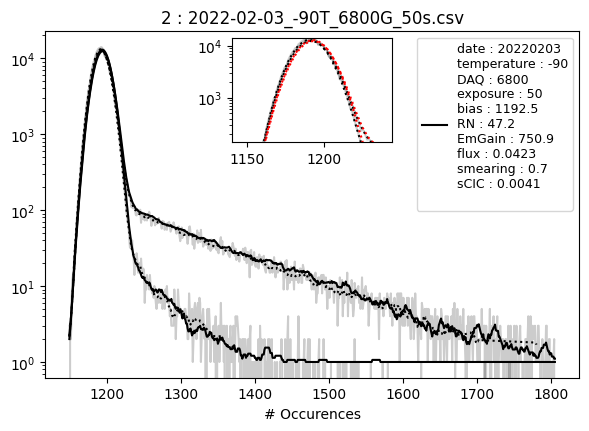 2 : 2022-02-03_-90T_6800G_50s.csv
10⁴
10³
10²
10¹
10⁰
10⁴
10³
1150
1200
date : 20220203
temperature : -90
DAQ : 6800
exposure : 50
bias : 1192.5
RN : 47.2
EmGain : 750.9
flux : 0.0423
smearing : 0.7
sCIC : 0.0041
1200 1300 1400 1500 1600 1700 1800
# Occurences